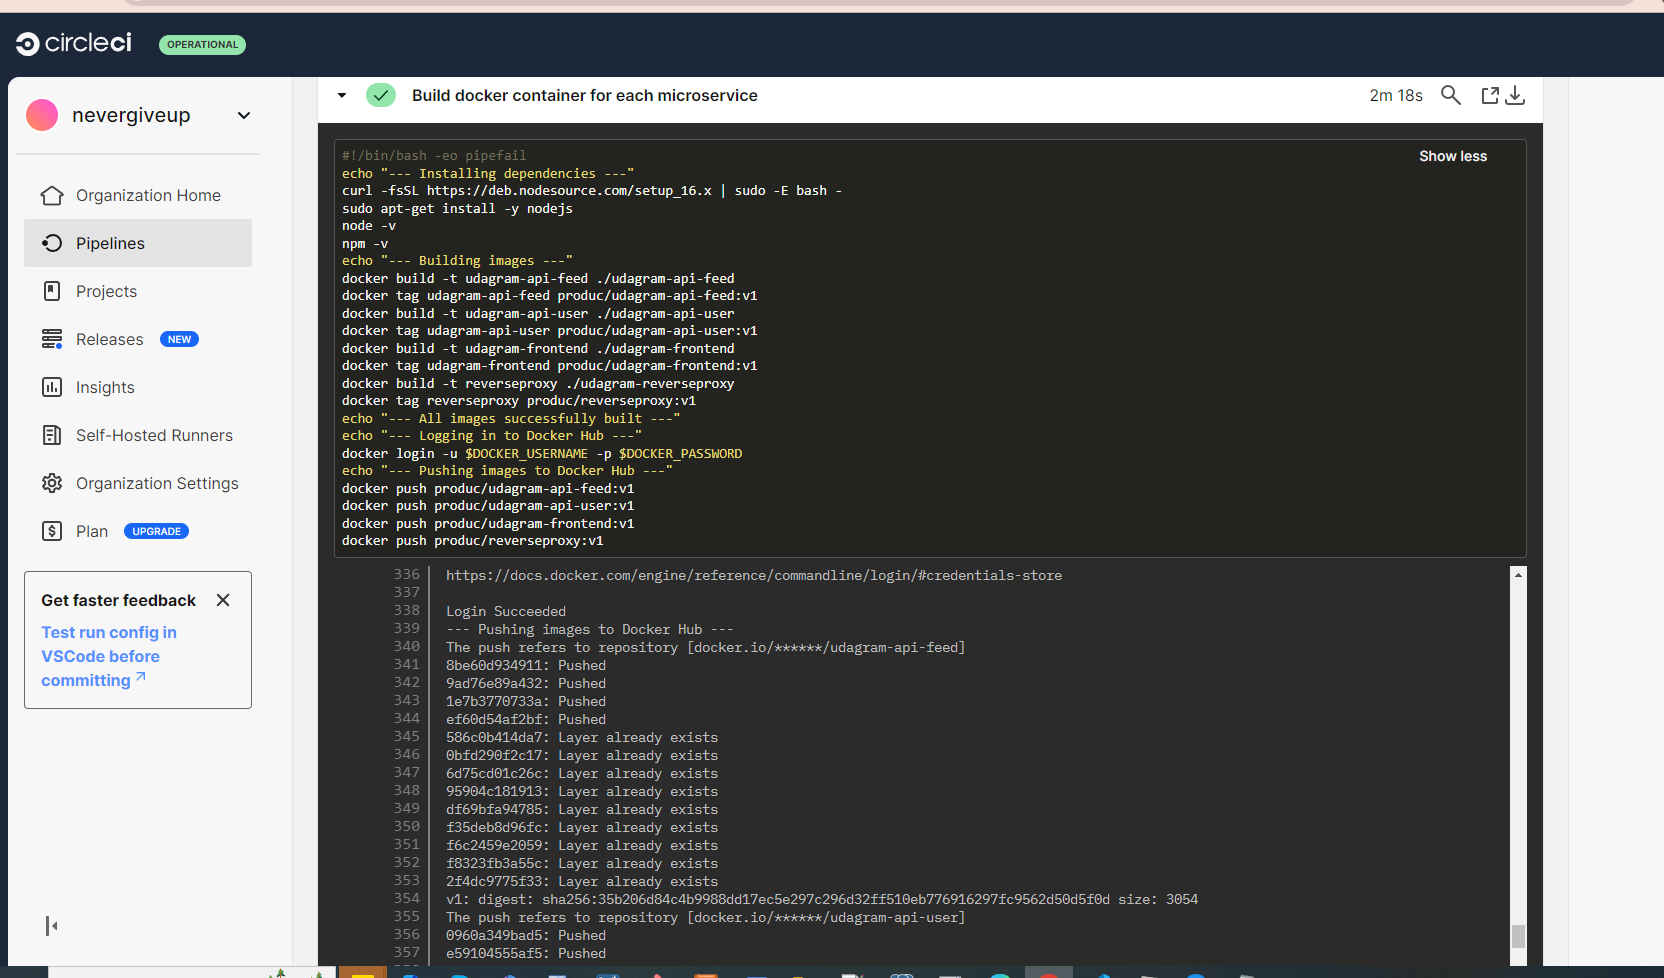 circleci OPERATIONAL
nevergiveup
Organization Home
Pipelines
Projects
Releases NEW
Insights
Self-Hosted Runners
Organization Settings
Plan UPGRADE
Get faster feedback
Test run config in
VSCode before
committing
Build docker container for each microservice 2m 18s
Show less
#!/bin/bash -eo pipefail
echo "--- Installing dependencies ---"
curl -fsSL https://deb.nodesource.com/setup_16.x | sudo -E bash -
sudo apt-get install -y nodejs
node -v
npm -v
echo "--- Building images ---"
docker build -t udagram-api-feed ./udagram-api-feed
docker tag udagram-api-feed produc/udagram-api-feed:v1
docker build -t udagram-api-user ./udagram-api-user
docker tag udagram-api-user produc/udagram-api-user:v1
docker build -t udagram-frontend ./udagram-frontend
docker tag udagram-frontend produc/udagram-frontend:v1
docker build -t reverseproxy ./udagram-reverseproxy
docker tag reverseproxy produc/reverseproxy:v1
echo "--- All images successfully built ---"
echo "--- Logging in to Docker Hub ---"
docker login -u $DOCKER_USERNAME -p $DOCKER_PASSWORD
echo "--- Pushing images to Docker Hub ---"
docker push produc/udagram-api-feed:v1
docker push produc/udagram-api-user:v1
docker push produc/udagram-frontend:v1
docker push produc/reverseproxy:v1
336 https://docs.docker.com/engine/reference/commandline/login/#credentials-store
337
338 Login Succeeded
339 --- Pushing images to Docker Hub ---
340 The push refers to repository [docker.io/******/udagram-api-feed]
341 8be60d934911: Pushed
342 9ad76e89a432: Pushed
343 1e7b3770733a: Pushed
344 ef60d54af2bf: Pushed
345 586c0b414da7: Layer already exists
346 0bfd290f2c17: Layer already exists
347 6d75cd01c26c: Layer already exists
348 95904c181913: Layer already exists
349 df69bfa94785: Layer already exists
350 f35deb8d96fc: Layer already exists
351 f6c2459e2059: Layer already exists
352 f8323fb3a55c: Layer already exists
353 2f4dc9775f33: Layer already exists
354 v1: digest: sha256:35b206d84c4b9988dd17ec5e297c296d32ff510eb776916297fc9562d50d5f0d size: 3054
355 The push refers to repository [docker.io/******/udagram-api-user]
356 0960a349bad5: Pushed
357 e59104555af5: Pushed